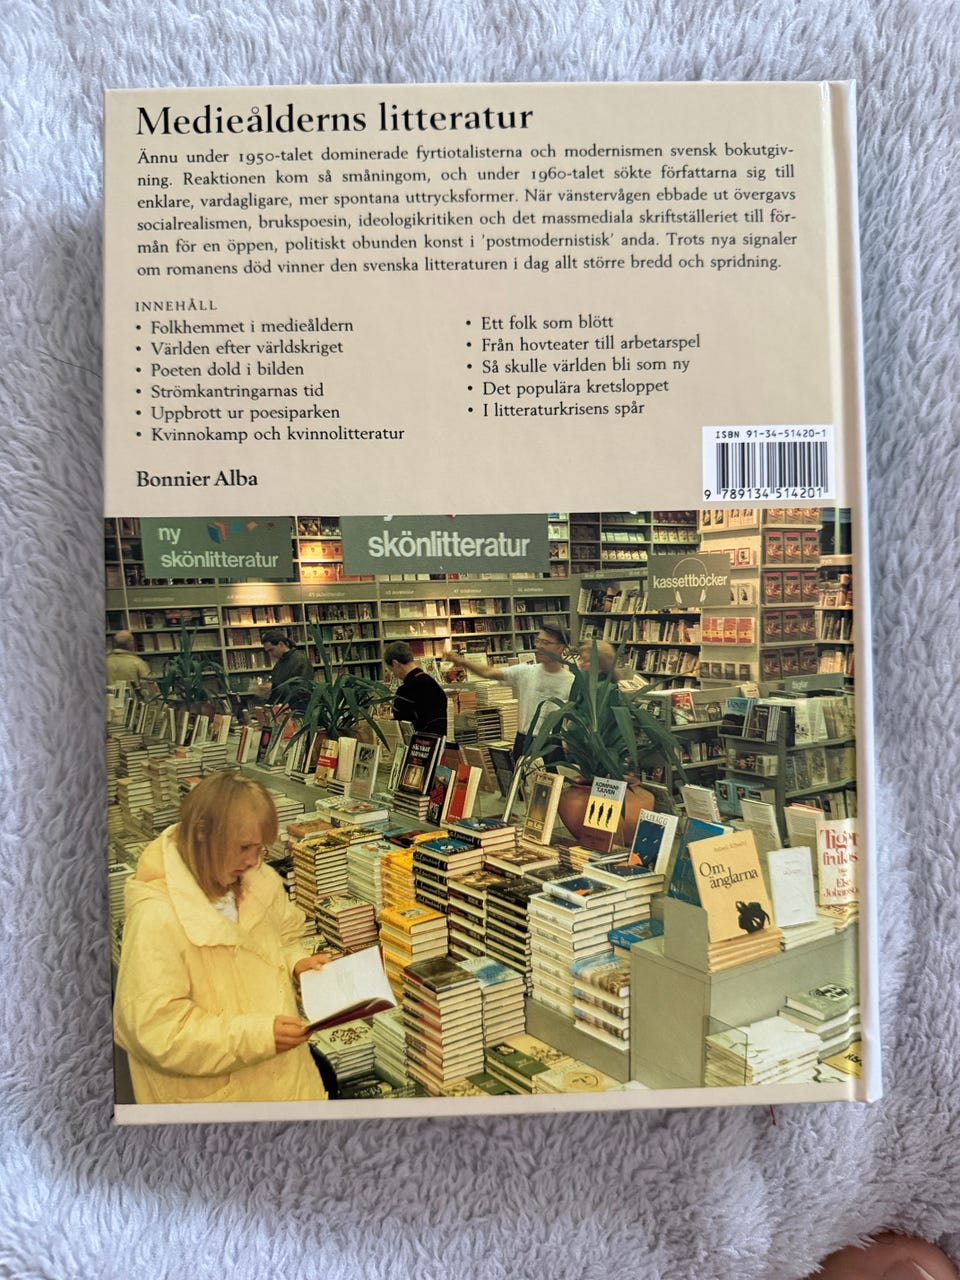 Medieålderns litteratur
Ännu under 1950-talet dominerade fyrtiotalisterna och modernismen svensk bokutgiv-
ning. Reaktionen kom så småningom, och under 1960-talet sökte författarna sig till
enklare, vardagligare, mer spontana uttrycksformer. När vänstervågen ebbade ut övergavs
socialrealismen, brukspoesin, ideologikritiken och det massmediala skriftställeriet till för-
mån för en öppen, politiskt obunden konst i 'postmodernistisk' anda. Trots nya signaler
om romanens död vinner den svenska litteraturen i dag allt större bredd och spridning.
INNEHÅLL
• Folkhemmet i medieåldern
• Världen efter världskriget
• Poeten dold i bilden
• Strömkantringarnas tid
• Uppbrott ur poesiparken
• Kvinnokamp och kvinnolitteratur
• Ett folk som blött
• Från hovteater till arbetarspel
• Så skulle världen bli som ny
• Det populära kretsloppet
• I litteraturkrisens spår
Bonnier Alba
ISBN 91-34-51420-1
9 789134 514201
ny
skönlitteratur
skönlitteratur
kassettböcker
Om
änglarna